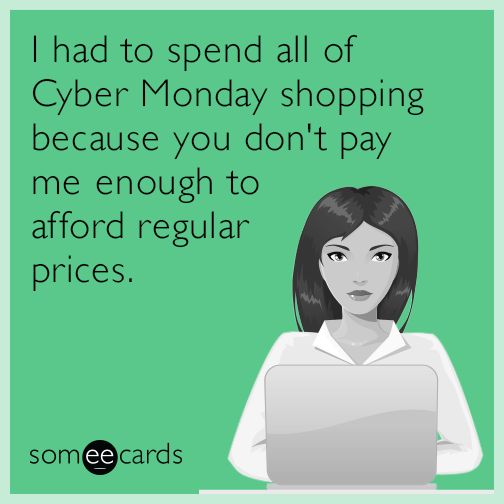 I had to spend all of
Cyber Monday shopping
because you don't pay
me enough to
afford regular
prices.
someecards